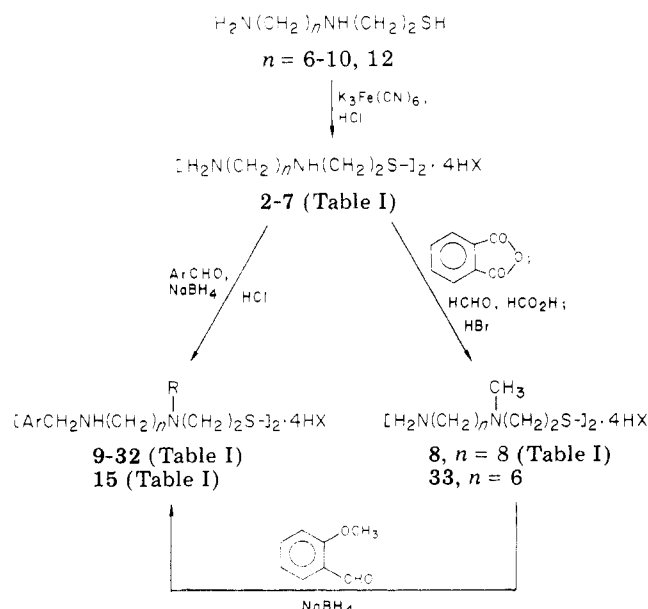 H₂N(CH₂)ₙNH(CH₂)₂SH
n = 6-10, 12
K₃Fe(CN)₆,
HCl
[H₂N(CH₂)ₙNH(CH₂)₂S-]₂·4HX
2-7 (Table I)
ArCHO,
NaBH₄
HCl
CO
O;
CO
HCHO, HCO₂H;
HBr
R
[ArCH₂NH(CH₂)ₙN(CH₂)₂S-]₂·4HX
9-32 (Table I)
15 (Table I)
CH₃
[H₂N(CH₂)ₙN(CH₂)₂S-]₂·4HX
8, n = 8 (Table I)
33, n = 6
OCH₃
CHO
NaBH₄